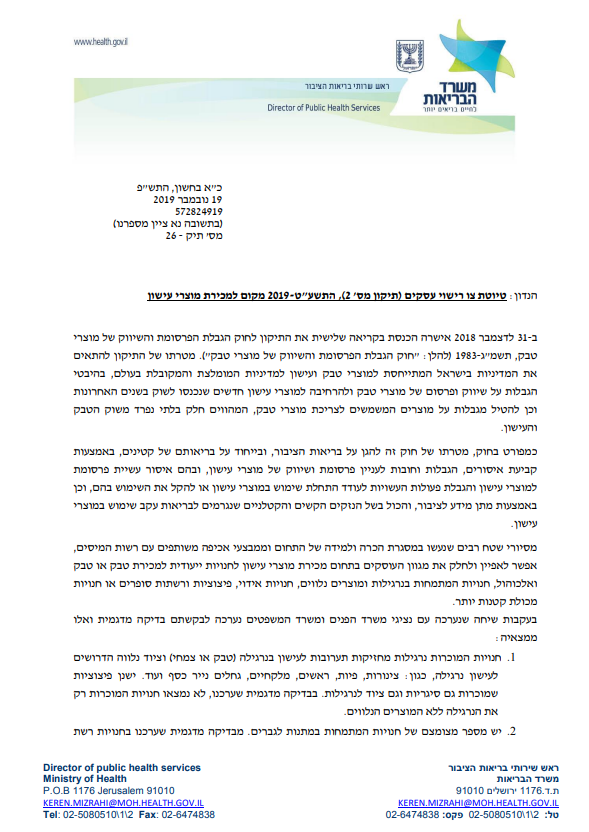 www.health.gov.il
משרד
הבריאות
לחיים בריאים יותר
ראש שירותי בריאות הציבור
Director of Public Health Services
כ"א בחשון, התש"פ
19 נובמבר 2019
572824919
(בתשובה נא ציין מספרנו)
מס' תיק - 26
הנדון: טיוטת צו רישוי עסקים (תיקון מס' 2), התשע"ט-2019 מקום למכירת מוצרי עישון
ב-31 לדצמבר 2018 אישרה הכנסת בקריאה שלישית את התיקון לחוק הגבלת הפרסומת והשיווק של מוצרי
טבק, תשמ"ג-1983 (להלן: "חוק הגבלת הפרסומת והשיווק של מוצרי טבק"). מטרתו של התיקון להתאים
את המדיניות בישראל המתייחסת למוצרי טבק ועישון למדיניות המומלצת והמקובלת בעולם, בהיבטי
הגבלות על שיווק ופרסום של מוצרי טבק ולהרחיבה למוצרי עישון חדשים שנכנסו לשוק בשנים האחרונות
וכן להטיל מגבלות על מוצרים המשמשים לצריכת מוצרי טבק, המהווים חלק בלתי נפרד משוק הטבק
והעישון.
כמפורט בחוק, מטרתו של חוק זה להגן על בריאות הציבור, ובייחוד על בריאותם של קטינים, באמצעות
קביעת איסורים, הגבלות וחובות לעניין פרסומת ושיווק של מוצרי עישון, ובהם איסור עשיית פרסומת
למוצרי עישון והגבלת פעולות העשויות לעודד התחלת שימוש במוצרי עישון או להקל את השימוש בהם, וכן
באמצעות מתן מידע לציבור, והכול בשל הנזקים הקשים והקטלניים שנגרמים לבריאות עקב שימוש במוצרי
עישון.
מסיורי שטח רבים שנעשו במסגרת הכרה ולמידה של התחום וממבצעי אכיפה משותפים עם רשות המיסים,
אפשר לאפיין ולחלק את מגוון העוסקים בתחום מכירת מוצרי עישון לחנויות ייעודית למכירת טבק או טבק
ואלכוהול, חנויות המתמחות בנרגילות ומוצרים נלווים, חנויות אידוי, פיצוציות ורשתות סופרים או חנויות
מכולת קטנות יותר.
בעקבות שיחה שנערכה עם נציגי משרד הפנים ומשרד המשפטים נערכה לבקשתם בדיקה מדגמית ואלו
ממצאיה:
1. חנויות המוכרות נרגילות מחזיקות תערובות לעישון בנרגילה (טבק או צמחי) וציוד נלווה הדרושים
לעישון נרגילה, כגון: צינורות, פיות, ראשים, מלקחיים, גחלים נייר כסף ועוד. ישנן פיצוציות
שמוכרות גם סיגריות וגם ציוד לנרגילות. בבדיקה מדגמית שערכנו, לא נמצאו חנויות המוכרות רק
את הנרגילה ללא המוצרים הנלווים.
2. יש מספר מצומצם של חנויות המתמחות במתנות לגברים. מבדיקה מדגמית שערכנו בחנויות רשת
Director of public health services
Ministry of Health
P.O.B 1176 Jerusalem 91010
KEREN.MIZRAHI@MOH.HEALTH.GOV.IL
Tel: 02-5080510\1\2 Fax: 02-6474838
ראש שירותי בריאות הציבור
משרד הבריאות
ת.ד.1176 ירושלים 91010
KEREN.MIZRAHI@MOH.HEALTH.GOV.IL
טל: 02-5080510\1\2 פקס: 02-6474838